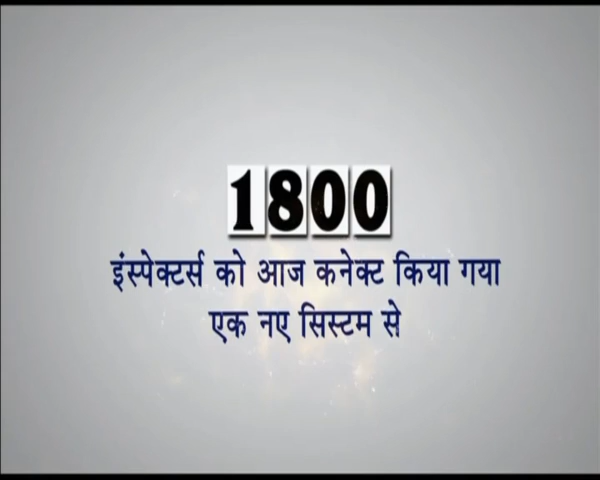 1800
इंस्पेक्टर्स को आज कनेक्ट किया गया
एक नए सिस्टम से